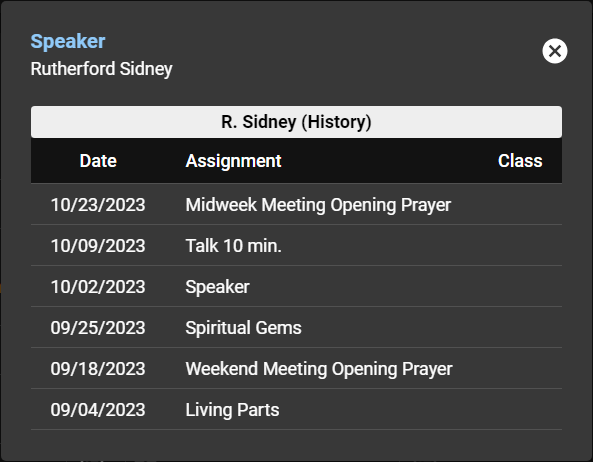 Speaker
Rutherford Sidney
R. Sidney (History)
Date Assignment Class
10/23/2023 Midweek Meeting Opening Prayer
10/09/2023 Talk 10 min.
10/02/2023 Speaker
09/25/2023 Spiritual Gems
09/18/2023 Weekend Meeting Opening Prayer
09/04/2023 Living Parts